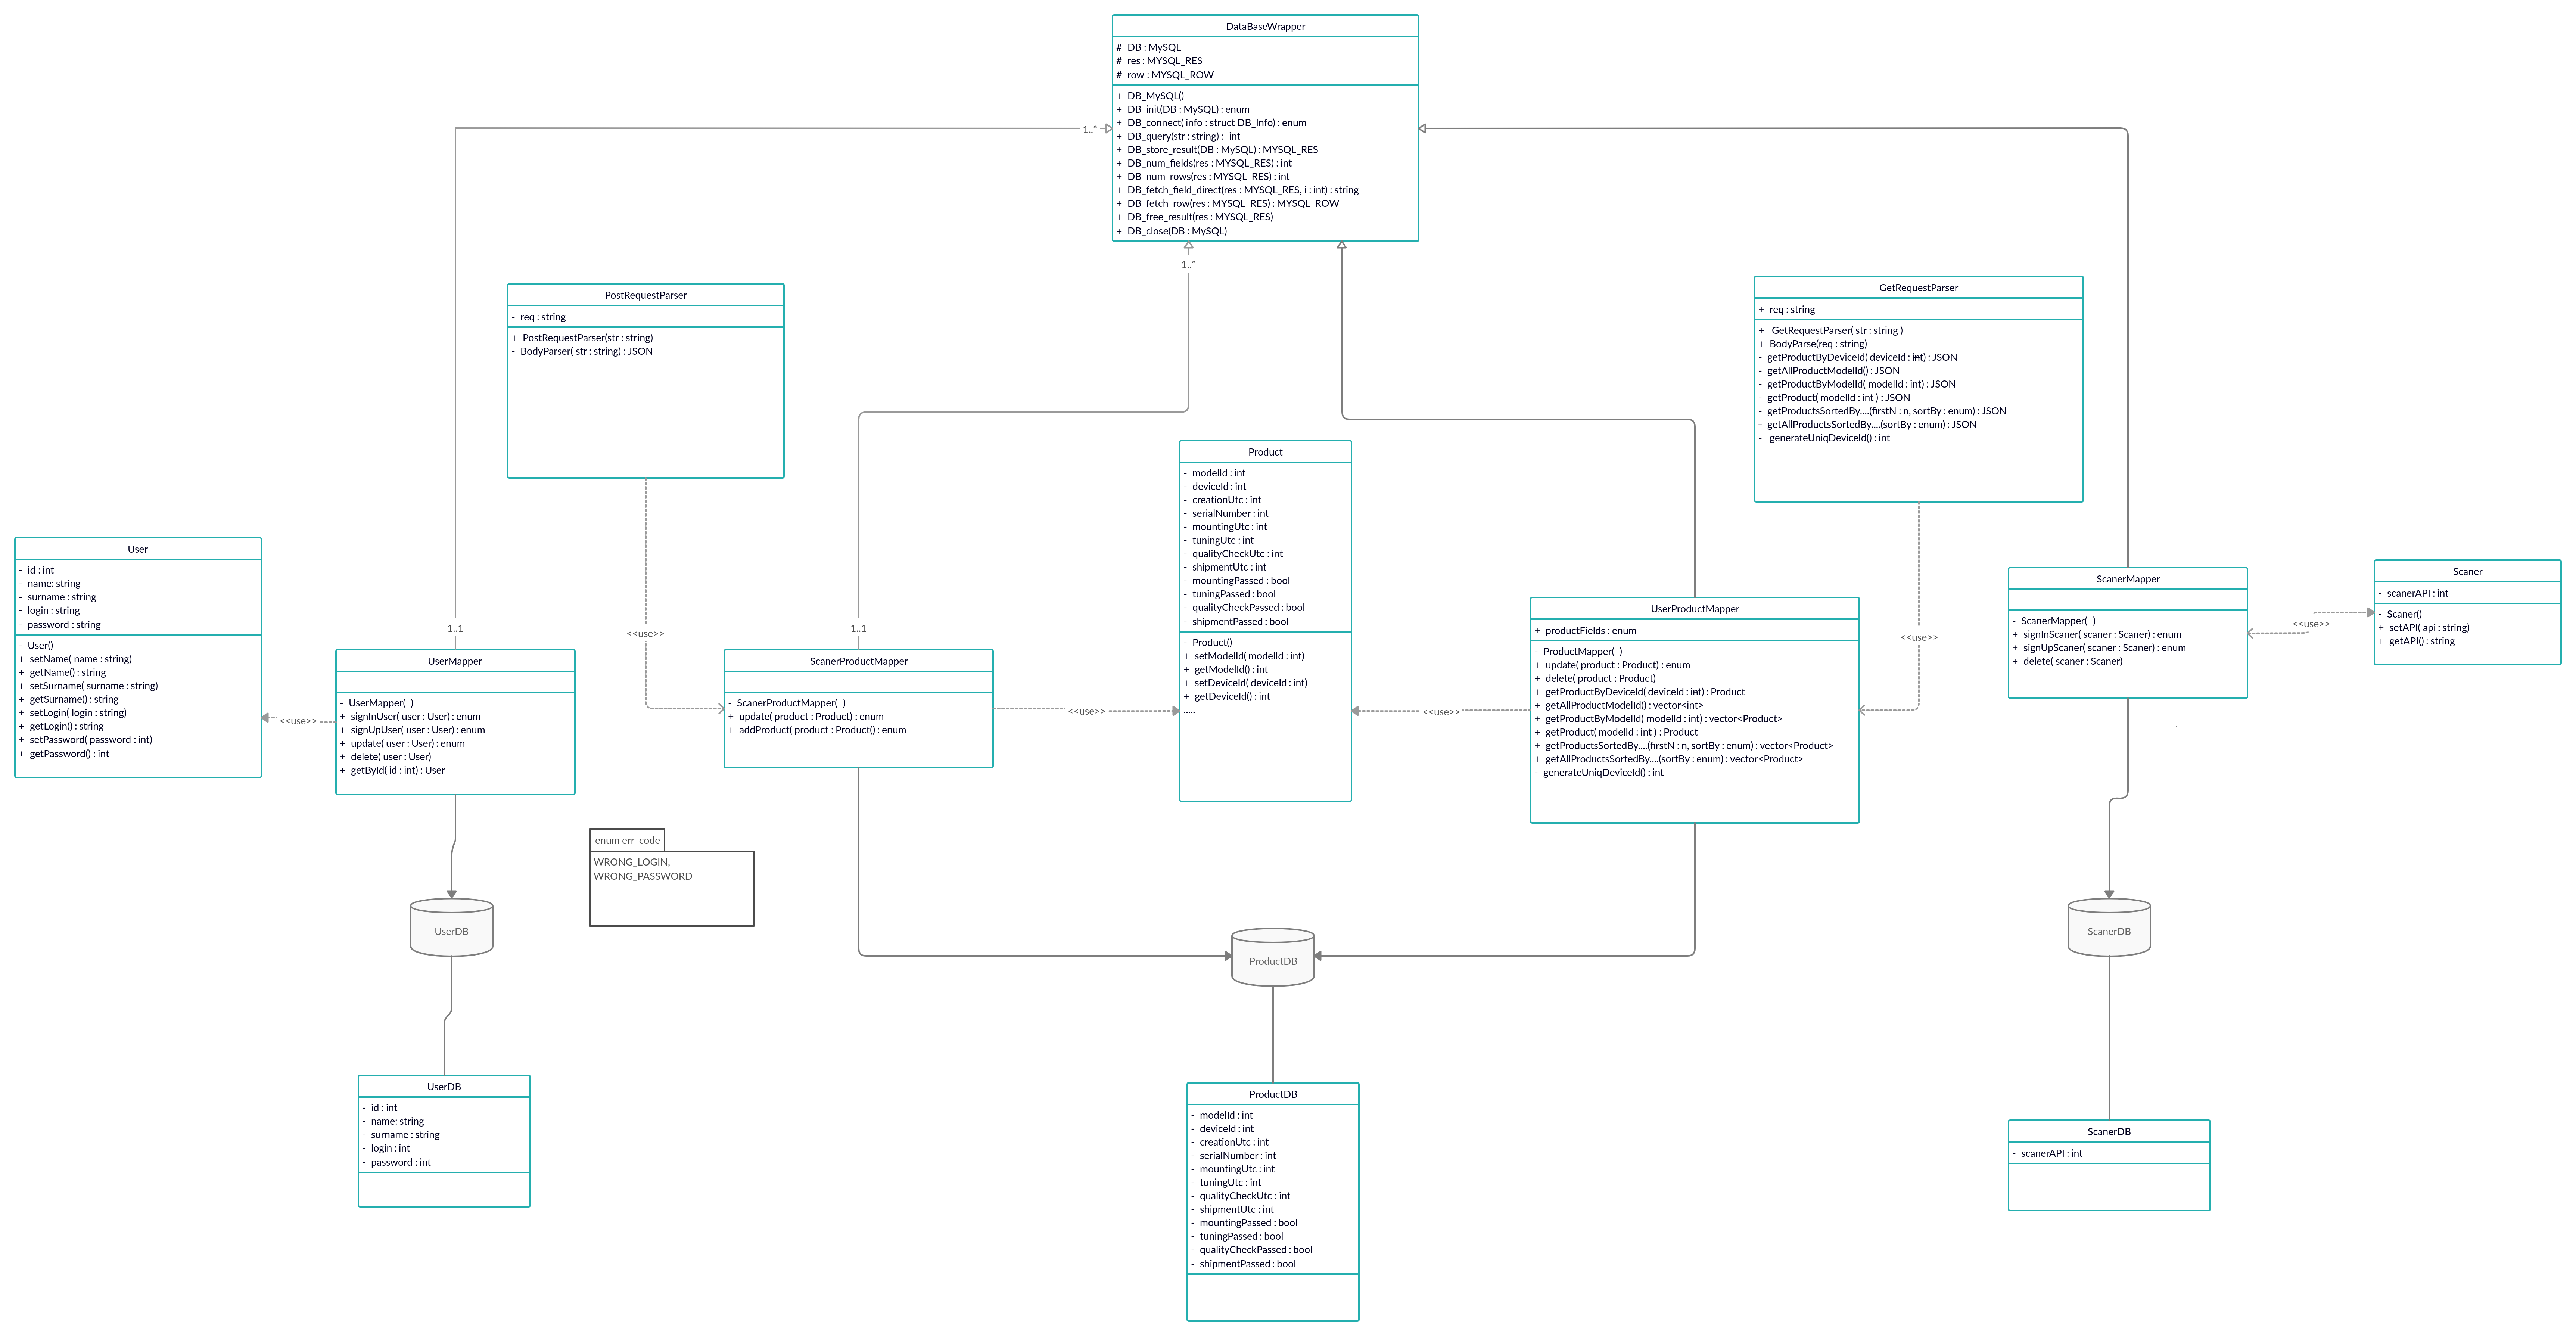 DataBaseWrapper
# DB : MySQL
# res : MYSQL_RES
# row : MYSQL_ROW
+ DB_MySQL()
+ DB_init(DB : MySQL) : enum
+ DB_connect( info : struct DB_Info) : enum
+ DB_query(str : string) : int
+ DB_store_result(DB : MySQL) : MYSQL_RES
+ DB_num_fields(res : MYSQL_RES) : int
+ DB_num_rows(res : MYSQL_RES) : int
+ DB_fetch_field_direct(res : MYSQL_RES, i : int) : string
+ DB_fetch_row(res : MYSQL_RES) : MYSQL_ROW
+ DB_free_result(res : MYSQL_RES)
+ DB_close(DB : MySQL)
1..*
1..*
PostRequestParser
- req : string
+ PostRequestParser(str : string)
- BodyParser( str : string) : JSON
GetRequestParser
+ req : string
+ GetRequestParser( str : string )
+ BodyParse(req : string)
- getProductByDeviceId( deviceId : int) : JSON
- getAllProductModelId() : JSON
- getProductByModelId( modelId : int) : JSON
- getProduct( modelId : int ) : JSON
- getProductsSortedBy....(firstN : n, sortBy : enum) : JSON
- getAllProductsSortedBy....(sortBy : enum) : JSON
- generateUniqDeviceId() : int
Product
- modelId : int
- deviceId : int
- creationUtc : int
- serialNumber : int
- mountingUtc : int
- tuningUtc : int
- qualityCheckUtc : int
- shipmentUtc : int
- mountingPassed : bool
- tuningPassed : bool
- qualityCheckPassed : bool
- shipmentPassed : bool
- Product()
+ setModelId( modelId : int)
+ getModelId() : int
+ setDeviceId( deviceId : int)
+ getDeviceId() : int
.....
User
- id : int
- name: string
- surname : string
- login : string
- password : string
- User()
+ setName( name : string)
+ getName() : string
+ setSurname( surname : string)
+ getSurname() : string
+ setLogin( login : string)
+ getLogin() : string
+ setPassword( password : int)
+ getPassword() : int
<<use>>
1..1
UserMapper
- UserMapper( )
+ signInUser( user : User) : enum
+ signUpUser( user : User) : enum
+ update( user : User) : enum
+ delete( user : User)
+ getById( id : int) : User
<<use>>
1..1
ScanerProductMapper
- ScanerProductMapper( )
+ update( product : Product) : enum
+ addProduct( product : Product() : enum
<<use>>
<<use>>
UserProductMapper
+ productFields : enum
- ProductMapper( )
+ update( product : Product) : enum
+ delete( product : Product)
+ getProductByDeviceId( deviceId : int) : Product
+ getAllProductModelId() : vector<int>
+ getProductByModelId( modelId : int) : vector<Product>
+ getProduct( modelId : int ) : Product
+ getProductsSortedBy....(firstN : n, sortBy : enum) : vector<Product>
+ getAllProductsSortedBy....(sortBy : enum) : vector<Product>
- generateUniqDeviceId() : int
<<use>>
ScanerMapper
- ScanerMapper( )
+ signInScaner( scaner : Scaner) : enum
+ signUpScaner( scaner : Scaner) : enum
+ delete( scaner : Scaner)
<<use>>
Scaner
- scanerAPI : int
- Scaner()
+ setAPI( api : string)
+ getAPI() : string
.
enum err_code
WRONG_LOGIN,
WRONG_PASSWORD
UserDB
ProductDB
ScanerDB
UserDB
- id : int
- name: string
- surname : string
- login : int
- password : int
ProductDB
- modelId : int
- deviceId : int
- creationUtc : int
- serialNumber : int
- mountingUtc : int
- tuningUtc : int
- qualityCheckUtc : int
- shipmentUtc : int
- mountingPassed : bool
- tuningPassed : bool
- qualityCheckPassed : bool
- shipmentPassed : bool
ScanerDB
- scanerAPI : int